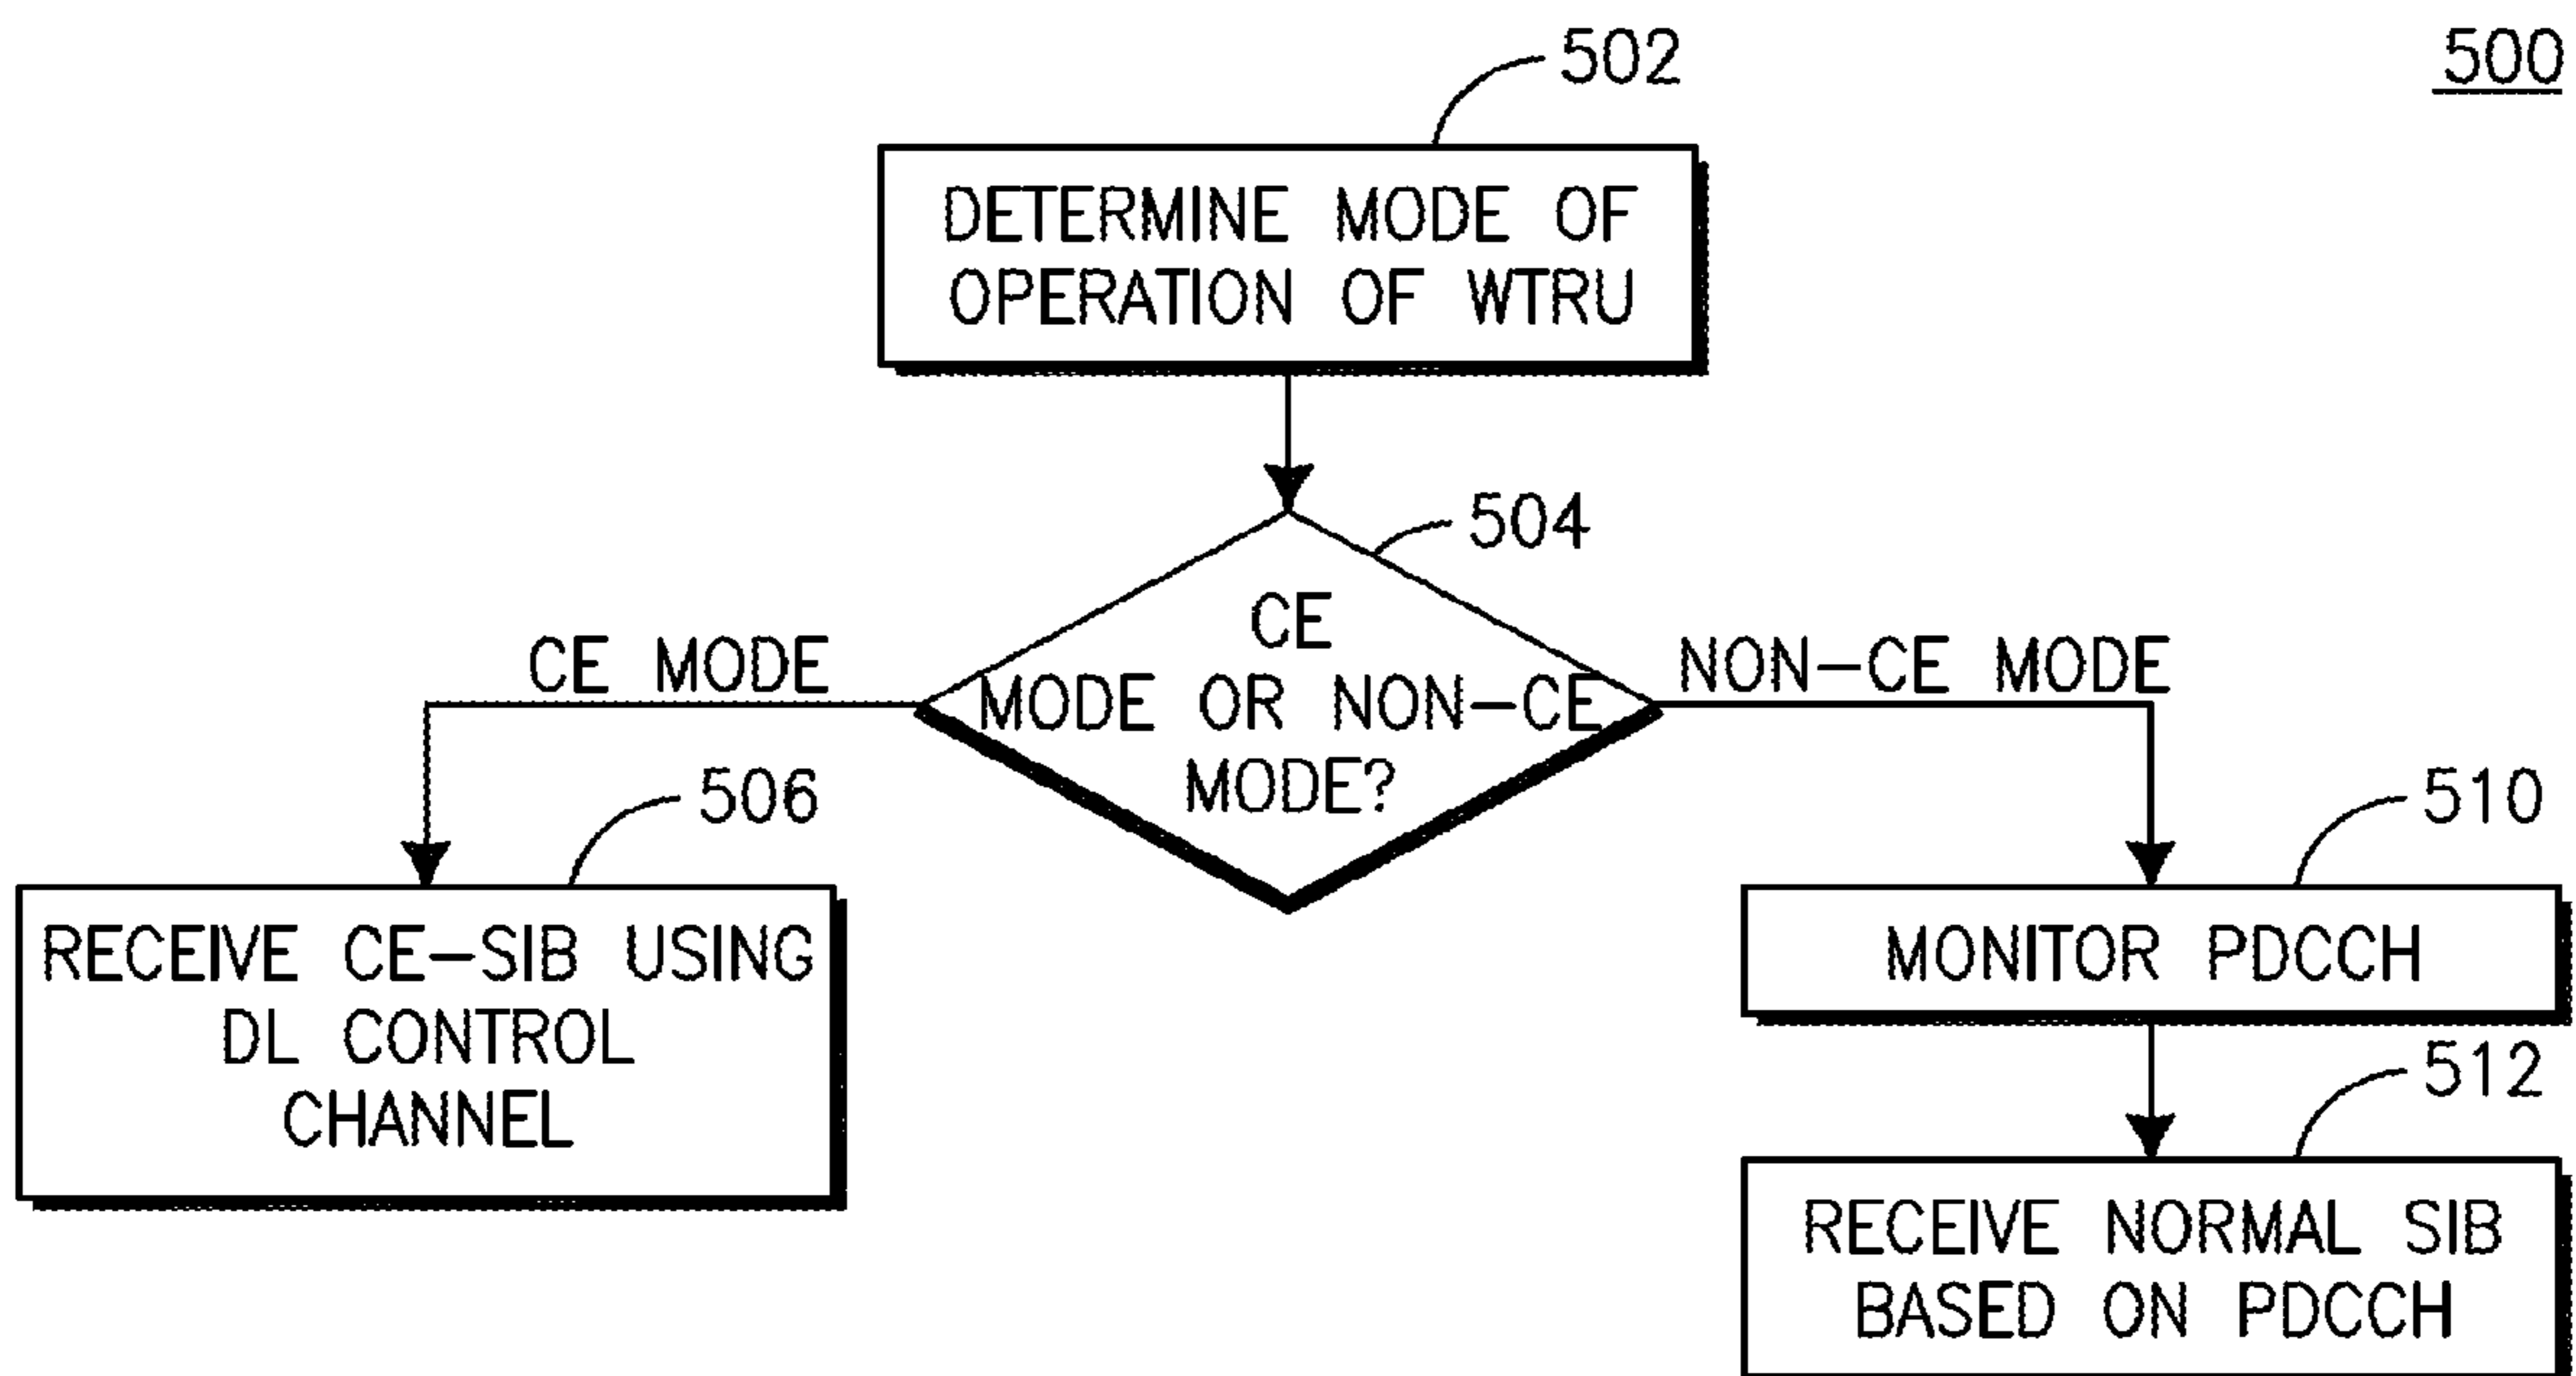 502
500
DETERMINE MODE OF
OPERATION OF WTRU
504
CE
MODE OR NON-CE
MODE?
CE MODE
NON-CE MODE
506
RECEIVE CE-SIB USING
DL CONTROL
CHANNEL
510
MONITOR PDCCH
512
RECEIVE NORMAL SIB
BASED ON PDCCH